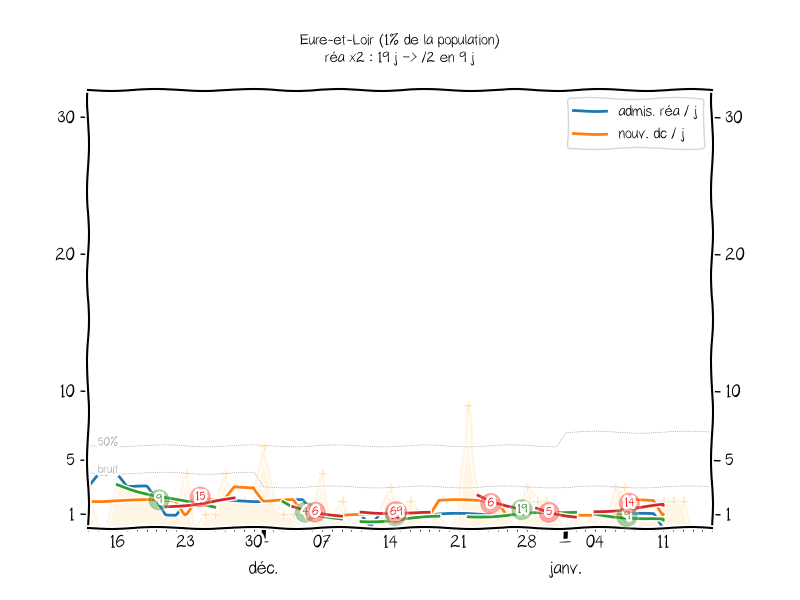 Eure-et-Loir (1% de la population)
réa x2 : 19 j -> /2 en 9 j
admis. réa / j
nouv. dc / j
30 30
20 20
10 10
50%
5 5
bruit
9 15 4 6 69 6 19 5 14
1 1
16 23 30 07 14 21 28 04 11
déc. janv.